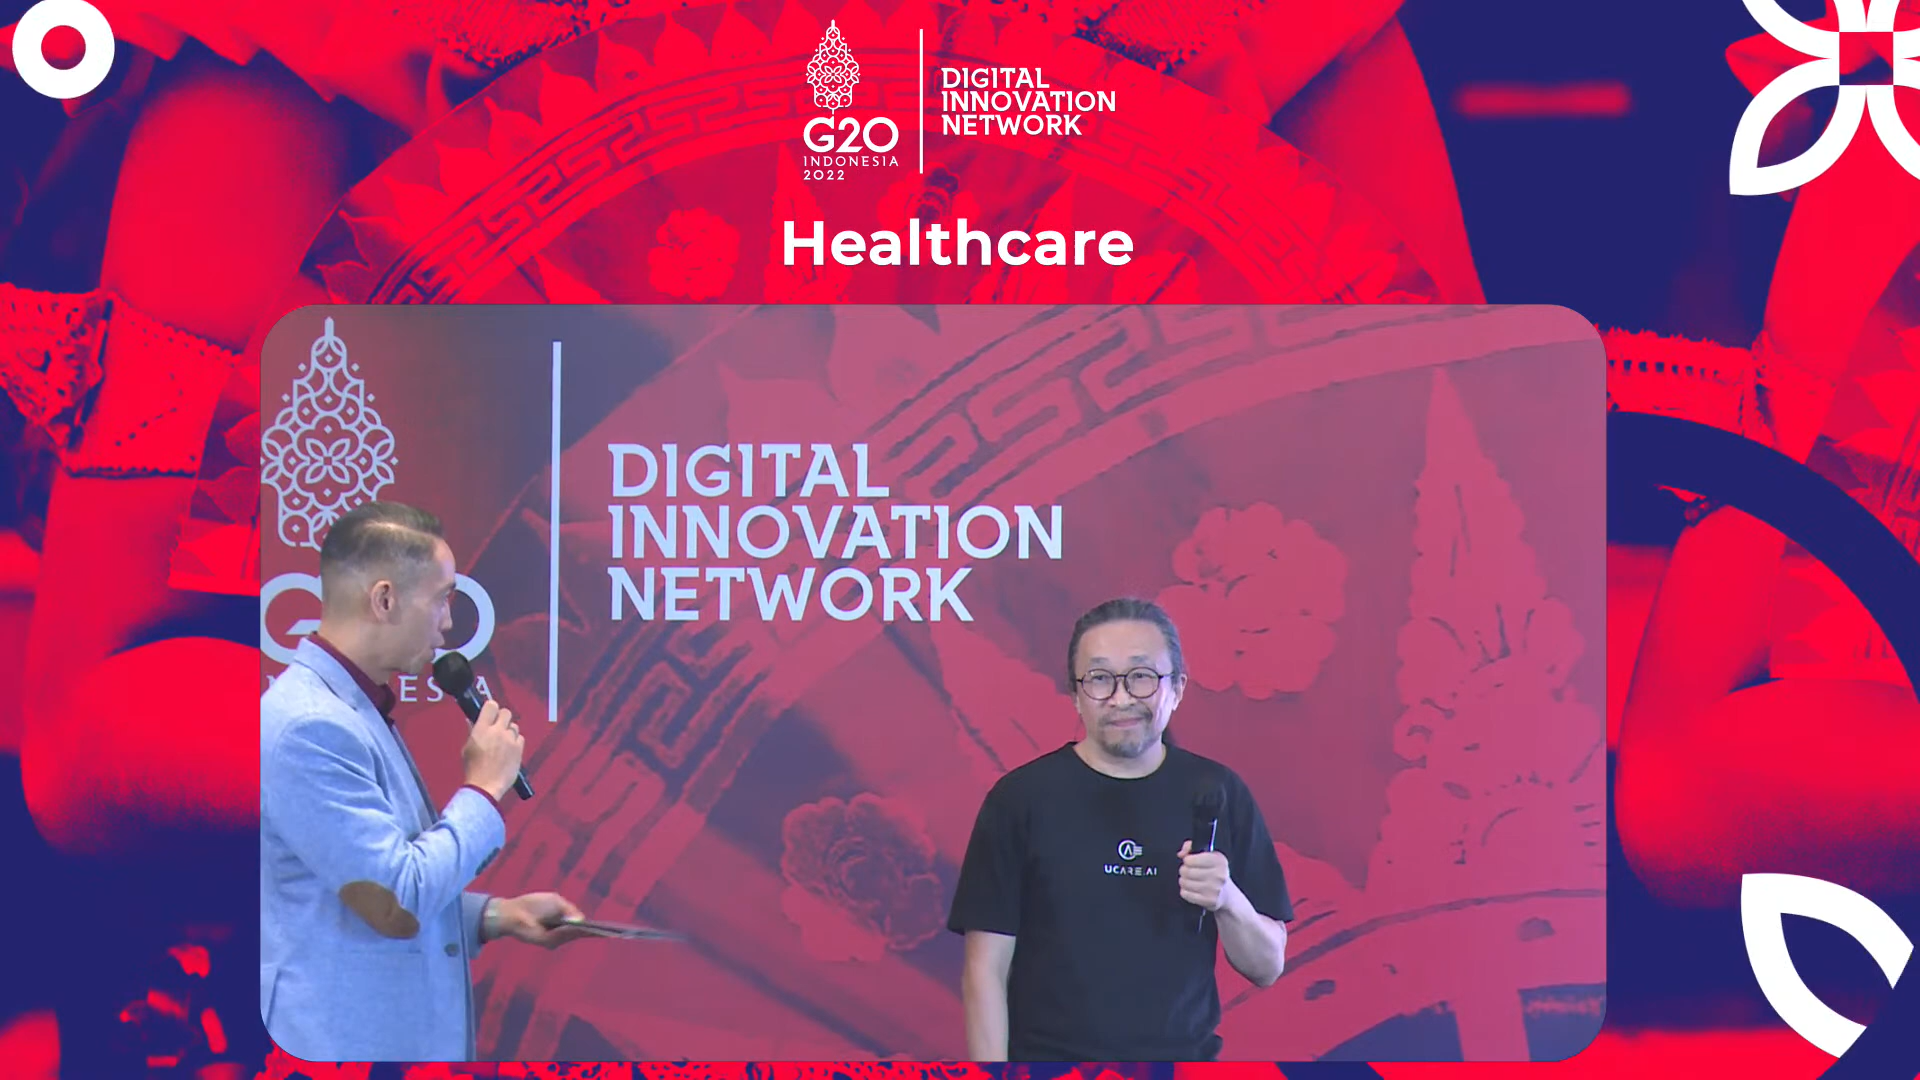 G20
INDONESIA
2022
DIGITAL
INNOVATION
NETWORK
Healthcare
DIGITAL
INNOVATION
NETWORK
UCARE.AI